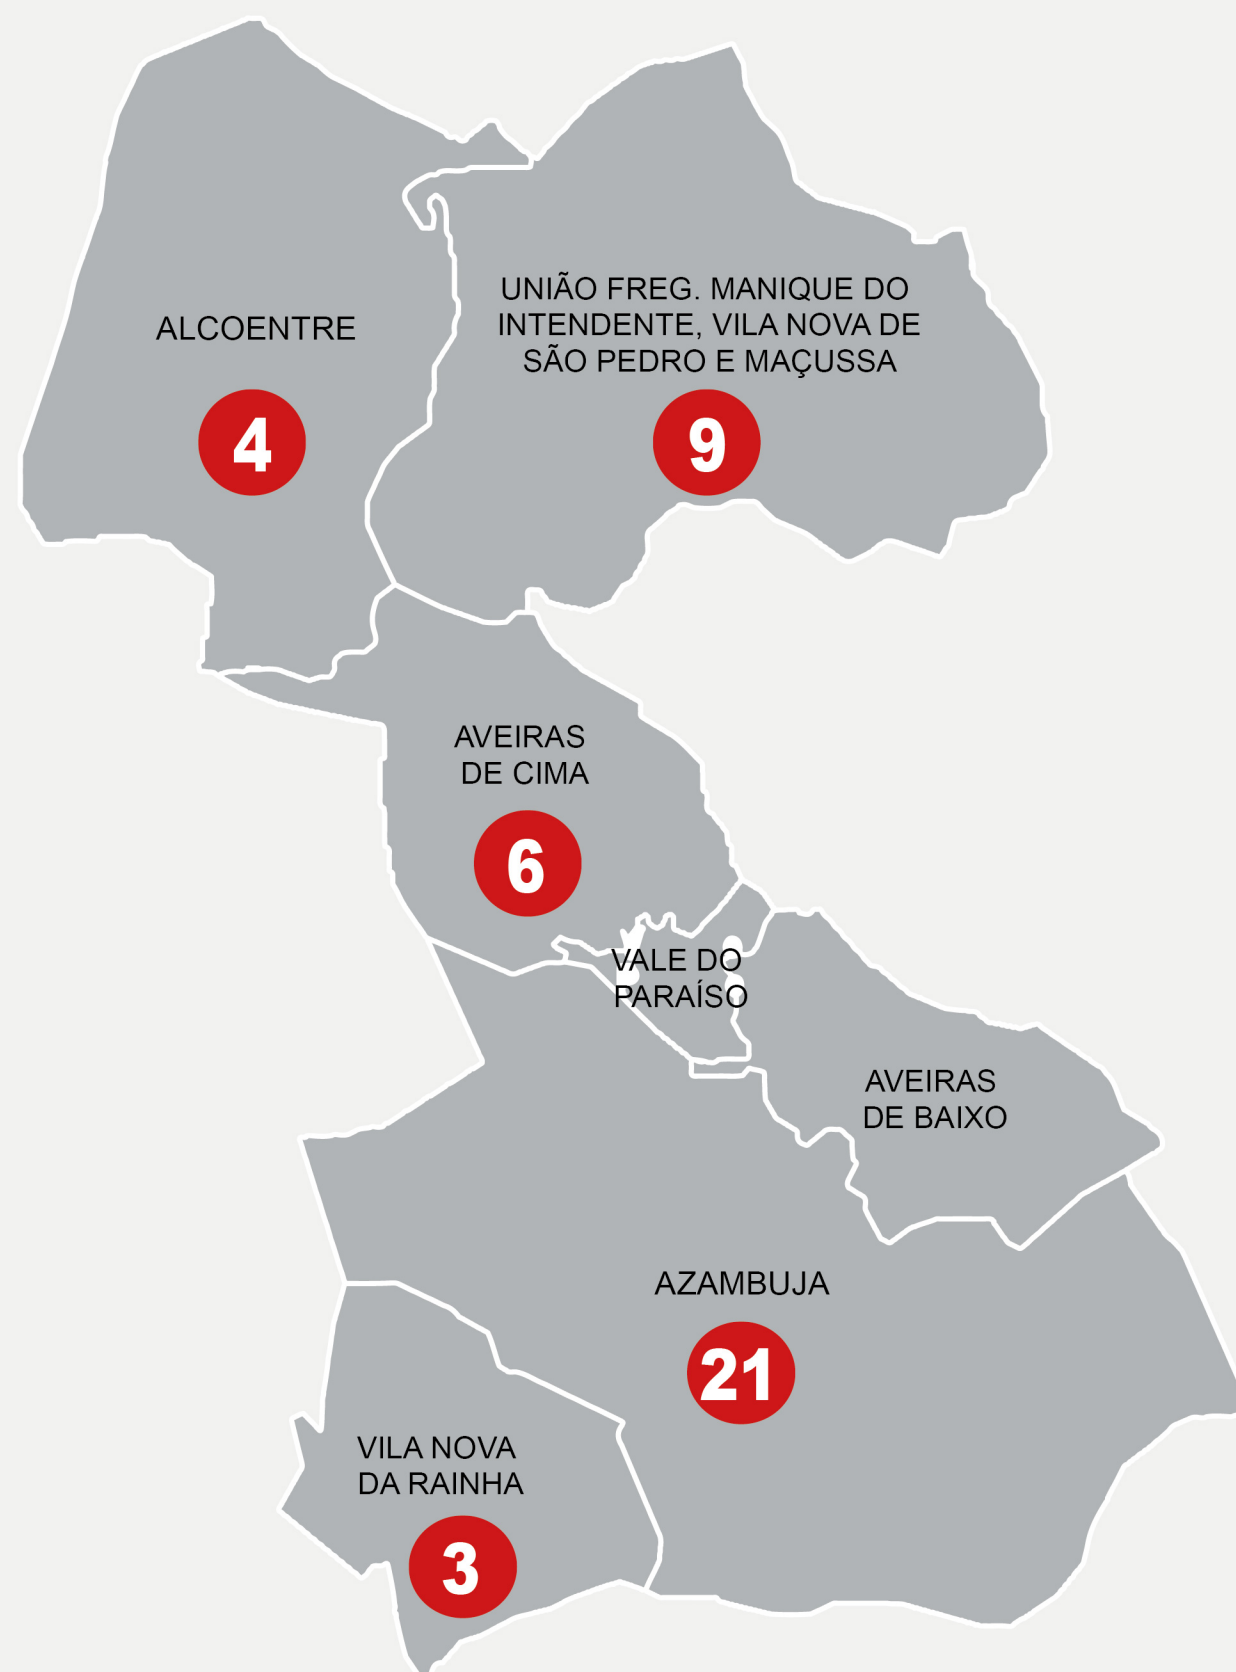 ALCOENTRE
4
UNIÃO FREG. MANIQUE DO
INTENDENTE, VILA NOVA DE
SÃO PEDRO E MAÇUSSA
9
AVEIRAS
DE CIMA
6
VALE DO
PARAÍSO
AVEIRAS
DE BAIXO
AZAMBUJA
21
VILA NOVA
DA RAINHA
3